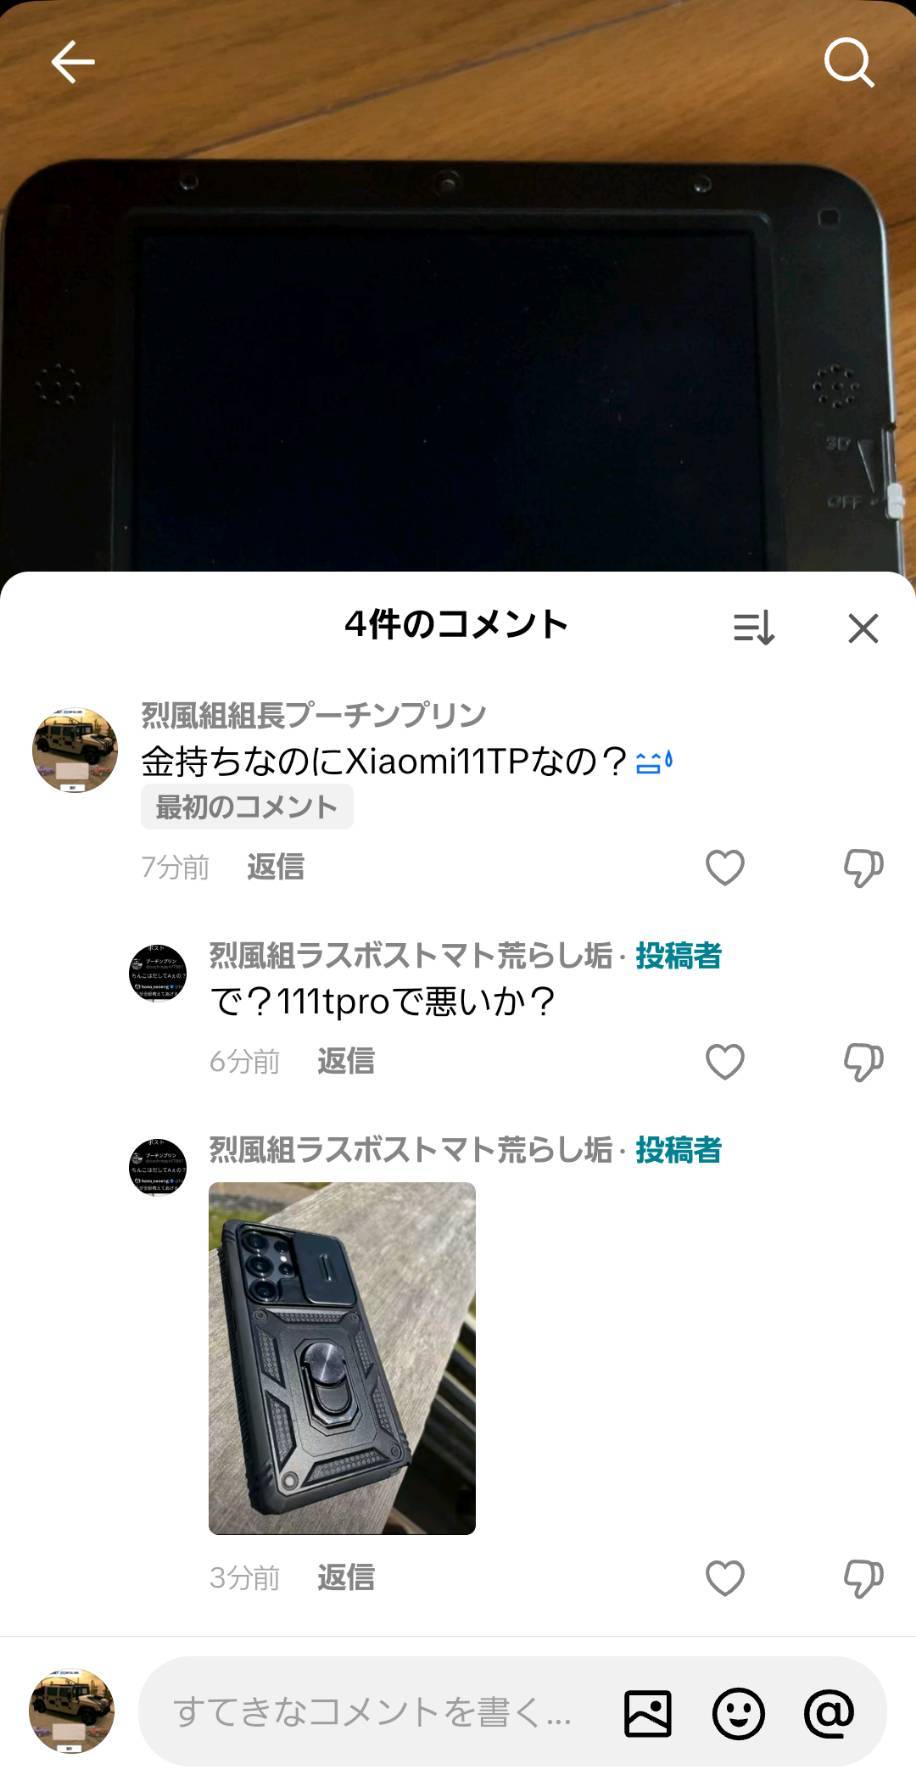 3D
OFF
4件のコメント
烈風組組長プーチンプリン
金持ちなのにXiaomi11TPなの？
最初のコメント
7分前 返信
烈風組ラスボストマト荒らし垢 · 投稿者
で？111tproで悪いか？
6分前 返信
烈風組ラスボストマト荒らし垢 · 投稿者
3分前 返信
すてきなコメントを書く...